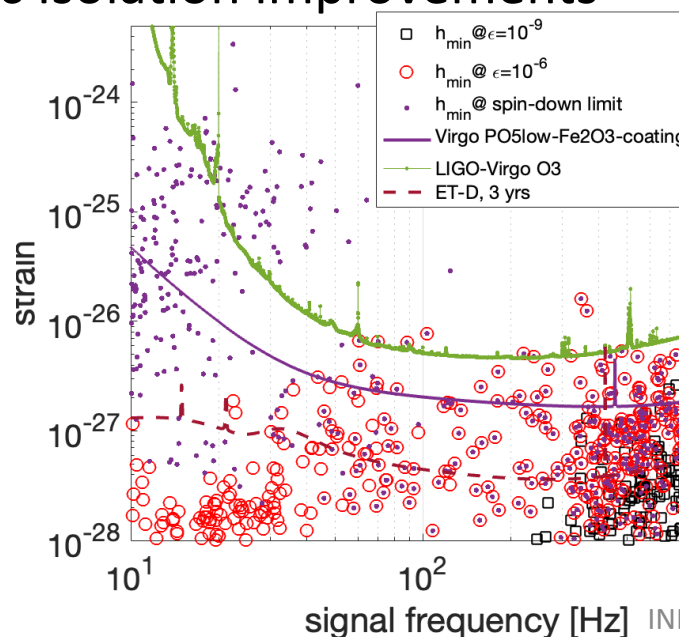 isolation improvements
h_min@ϵ=10^-9
h_min@ ϵ=10^-6
h_min@ spin-down limit
Virgo PO5low-Fe2O3-coating
LIGO-Virgo O3
ET-D, 3 yrs
10^-24
10^-25
10^-26
10^-27
10^-28
strain
10^1
10^2
signal frequency [Hz]